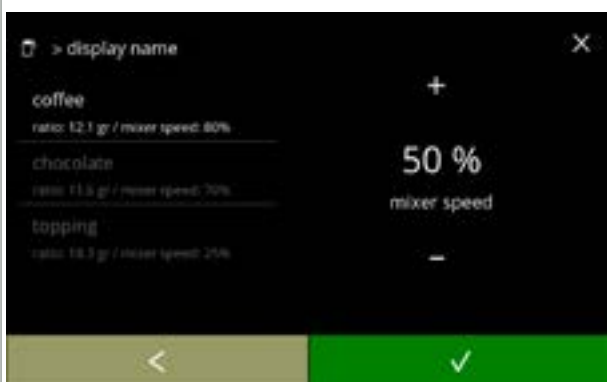 > display name
×
coffee
ratio: 12.1 gr / mixer speed: 80%
chocolate
ratio: 11.6 gr / mixer speed: 70%
topping
ratio: 18.3 gr / mixer speed: 25%
+
50 %
mixer speed
−
<
✓